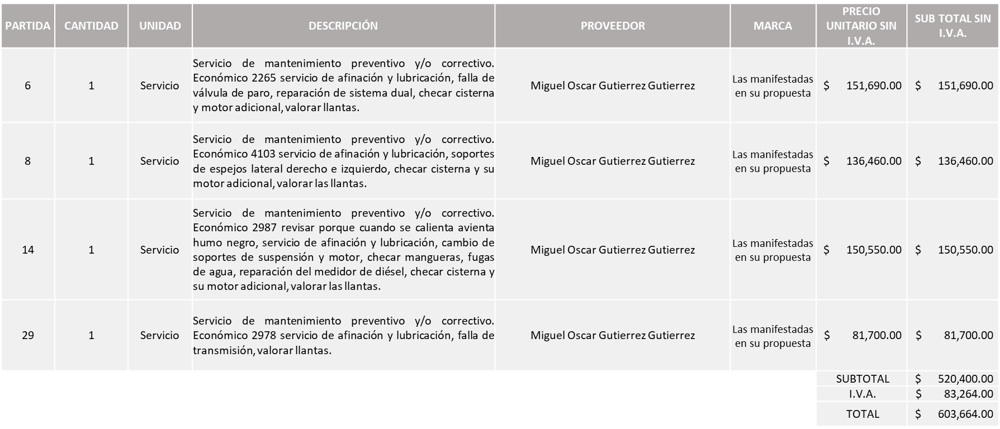 PARTIDA CANTIDAD UNIDAD DESCRIPCIÓN PROVEEDOR MARCA PRECIO UNITARIO SIN I.V.A. SUB TOTAL SIN I.V.A.
6 1 Servicio
Servicio de mantenimiento preventivo y/o correctivo.
Económico 2265 servicio de afinación y lubricación, falla de
válvula de paro, reparación de sistema dual, checar cisterna
y motor adicional, valorar llantas.
Miguel Oscar Gutierrez Gutierrez
Las manifestadas
en su propuesta
$ 151,690.00 $ 151,690.00
8 1 Servicio
Servicio de mantenimiento preventivo y/o correctivo.
Económico 4103 servicio de afinación y lubricación, soportes
de espejos lateral derecho e izquierdo, checar cisterna y su
motor adicional, valorar las llantas.
Miguel Oscar Gutierrez Gutierrez
Las manifestadas
en su propuesta
$ 136,460.00 $ 136,460.00
14 1 Servicio
Servicio de mantenimiento preventivo y/o correctivo.
Económico 2987 revisar porque cuando se calienta avienta
humo negro, servicio de afinación y lubricación, cambio de
soportes de suspensión y motor, checar mangueras, fugas
de agua, reparación del medidor de diésel, checar cisterna y
su motor adicional, valorar las llantas.
Miguel Oscar Gutierrez Gutierrez
Las manifestadas
en su propuesta
$ 150,550.00 $ 150,550.00
29 1 Servicio
Servicio de mantenimiento preventivo y/o correctivo.
Económico 2978 servicio de afinación y lubricación, falla de
transmisión, valorar llantas.
Miguel Oscar Gutierrez Gutierrez
Las manifestadas
en su propuesta
$ 81,700.00 $ 81,700.00
SUBTOTAL $ 520,400.00
I.V.A. $ 83,264.00
TOTAL $ 603,664.00